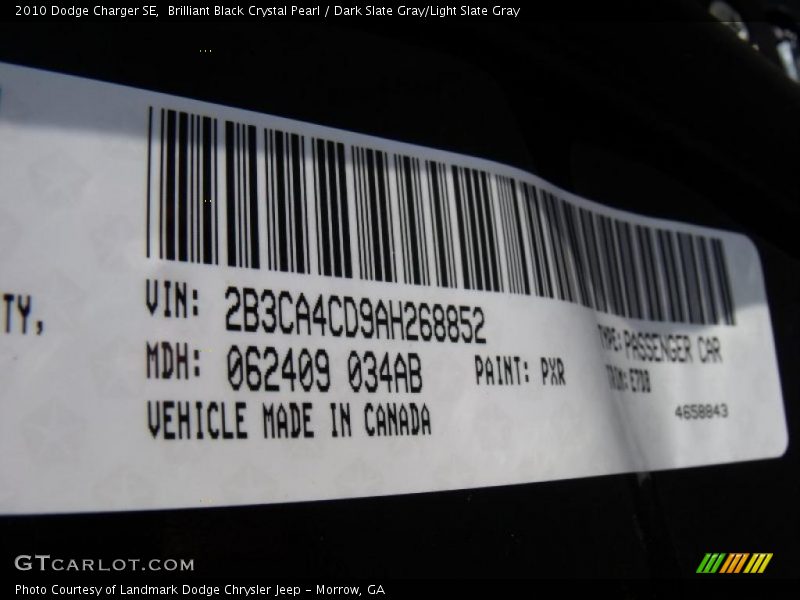 2010 Dodge Charger SE,  Brilliant Black Crystal Pearl / Dark Slate Gray/Light Slate Gray
TY,
VIN: 2B3CA4CD9AH268852
MDH: 062409 034AB
PAINT: PXR
VEHICLE MADE IN CANADA
TYPE: PASSENGER CAR
TRIM:
4658843
GTCARLOT.COM
Photo Courtesy of Landmark Dodge Chrysler Jeep - Morrow, GA